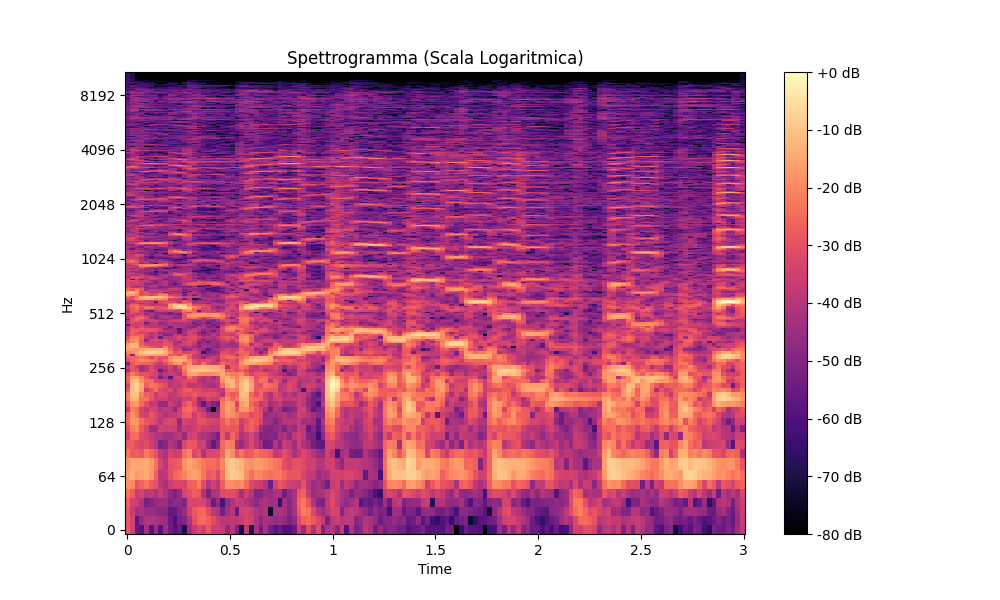 Spettrogramma (Scala Logaritmica)
Hz
8192
4096
2048
1024
512
256
128
64
0
0
0.5
1
1.5
2
2.5
3
Time
+0 dB
-10 dB
-20 dB
-30 dB
-40 dB
-50 dB
-60 dB
-70 dB
-80 dB